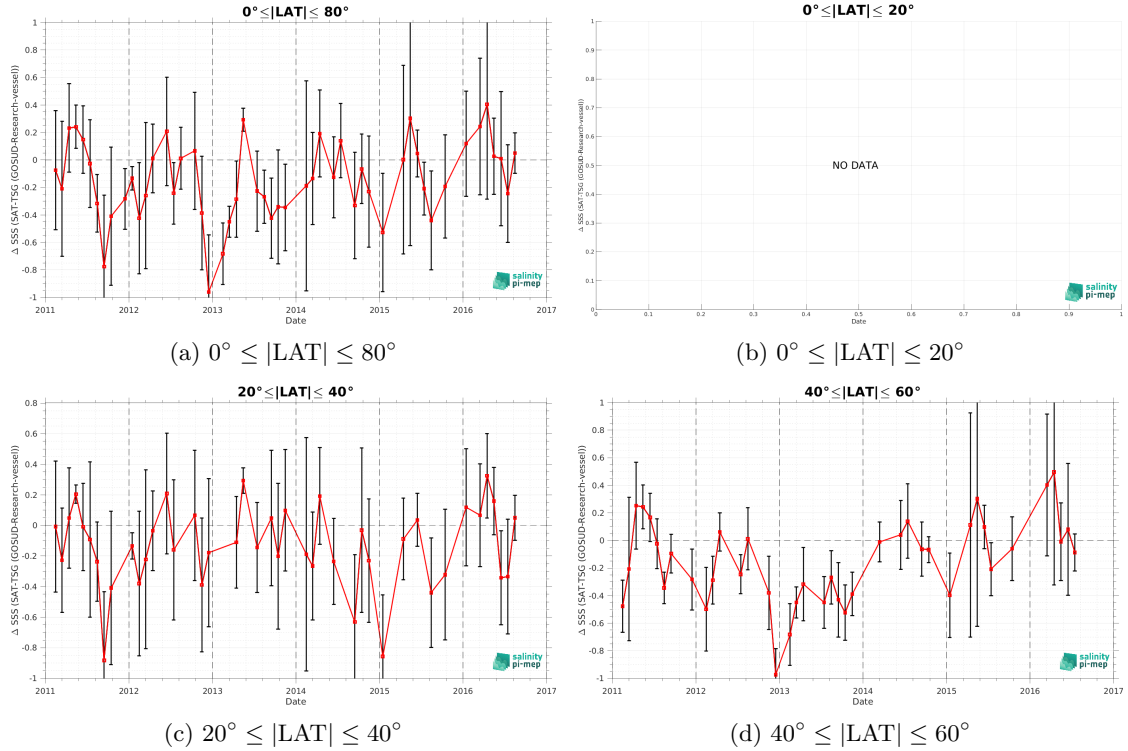 0°≤|LAT|≤ 80°
Δ SSS (SAT-TSG (GOSUD-Research-vessel))
1
0.8
0.6
0.4
0.2
0
-0.2
-0.4
-0.6
-0.8
-1
2011 2012 2013 2014 2015 2016 2017
Date
salinity
pi-mep
(a) 0° ≤ |LAT| ≤ 80°
0°≤|LAT|≤ 20°
Δ SSS (SAT-TSG (GOSUD-Research-vessel))
1
0.9
0.8
0.7
0.6
0.5
0.4
0.3
0.2
0.1
0
NO DATA
0 0.1 0.2 0.3 0.4 0.5 0.6 0.7 0.8 0.9 1
Date
salinity
pi-mep
(b) 0° ≤ |LAT| ≤ 20°
20°≤|LAT|≤ 40°
Δ SSS (SAT-TSG (GOSUD-Research-vessel))
0.8
0.6
0.4
0.2
0
-0.2
-0.4
-0.6
-0.8
-1
2011 2012 2013 2014 2015 2016 2017
Date
salinity
pi-mep
(c) 20° ≤ |LAT| ≤ 40°
40°≤|LAT|≤ 60°
Δ SSS (SAT-TSG (GOSUD-Research-vessel))
1
0.8
0.6
0.4
0.2
0
-0.2
-0.4
-0.6
-0.8
-1
2011 2012 2013 2014 2015 2016 2017
Date
salinity
pi-mep
(d) 40° ≤ |LAT| ≤ 60°